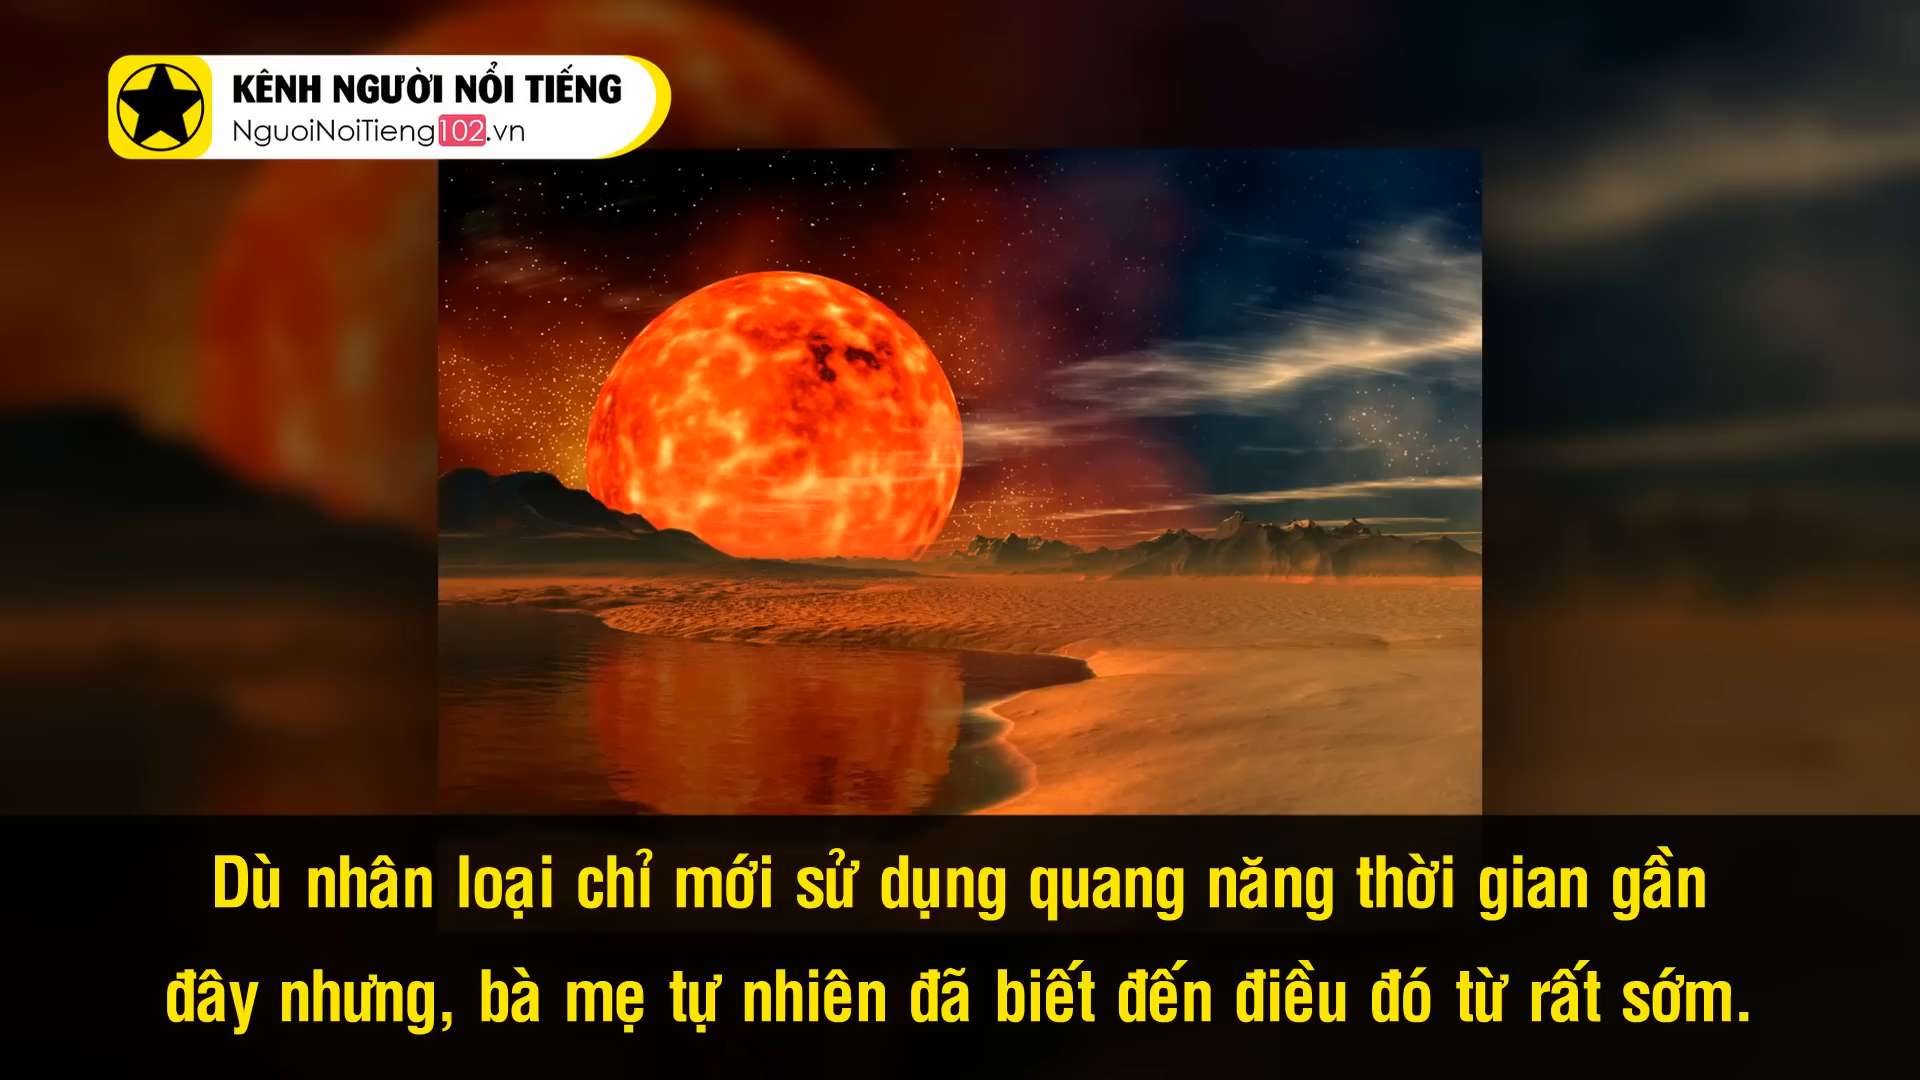 KÊNH NGƯỜI NỔI TIẾNG
NguoiNoiTieng102.vn
Dù nhân loại chỉ mới sử dụng quang năng thời gian gần
đây nhưng, bà mẹ tự nhiên đã biết đến điều đó từ rất sớm.